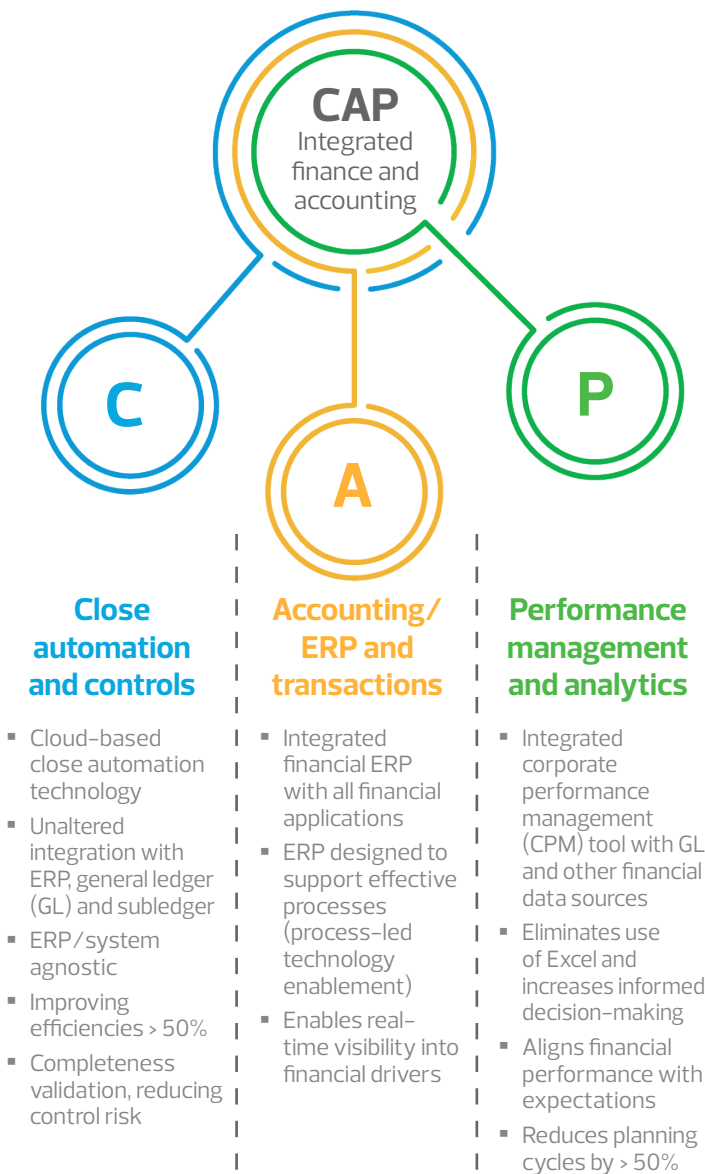 CAP
Integrated
finance and
accounting
C
A
P
Close
automation
and controls
▪ Cloud-based
close automation
technology
▪ Unaltered
integration with
ERP, general ledger
(GL) and subledger
▪ ERP/system
agnostic
▪ Improving
efficiencies > 50%
▪ Completeness
validation, reducing
control risk
Accounting/
ERP and
transactions
▪ Integrated
financial ERP
with all financial
applications
▪ ERP designed to
support effective
processes
(process-led
technology
enablement)
▪ Enables real-
time visibility into
financial drivers
Performance
management
and analytics
▪ Integrated
corporate
performance
management
(CPM) tool with GL
and other financial
data sources
▪ Eliminates use
of Excel and
increases informed
decision-making
▪ Aligns financial
performance with
expectations
▪ Reduces planning
cycles by > 50%